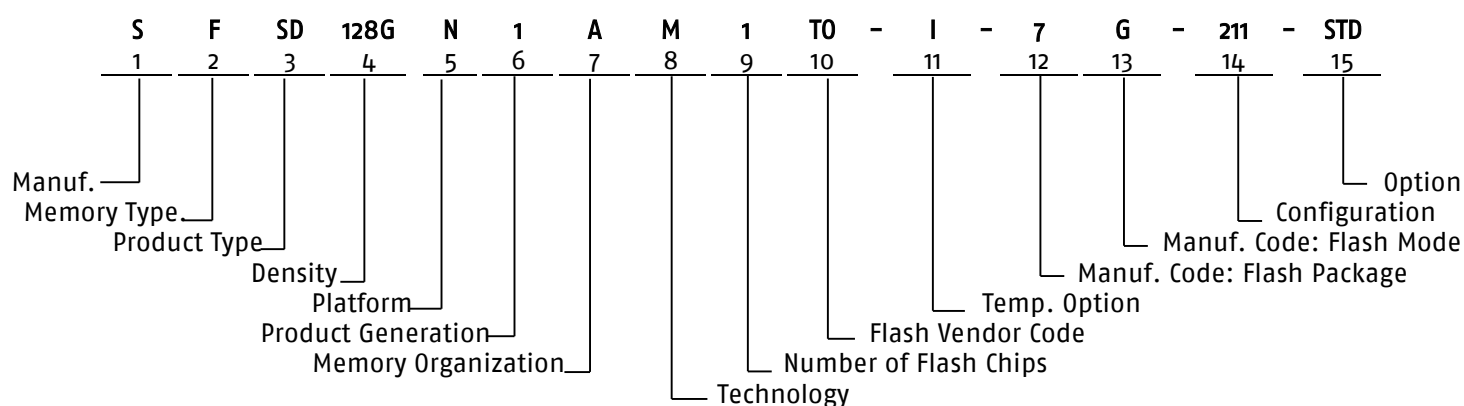 S F SD 128G N 1 A M 1 TO - I - 7 G - 211 - STD
1 2 3 4 5 6 7 8 9 10 11 12 13 14 15
Manuf. Option
Memory Type. Configuration
Product Type Manuf. Code: Flash Mode
Density Manuf. Code: Flash Package
Platform Temp. Option
Product Generation Flash Vendor Code
Memory Organization Number of Flash Chips
Technology